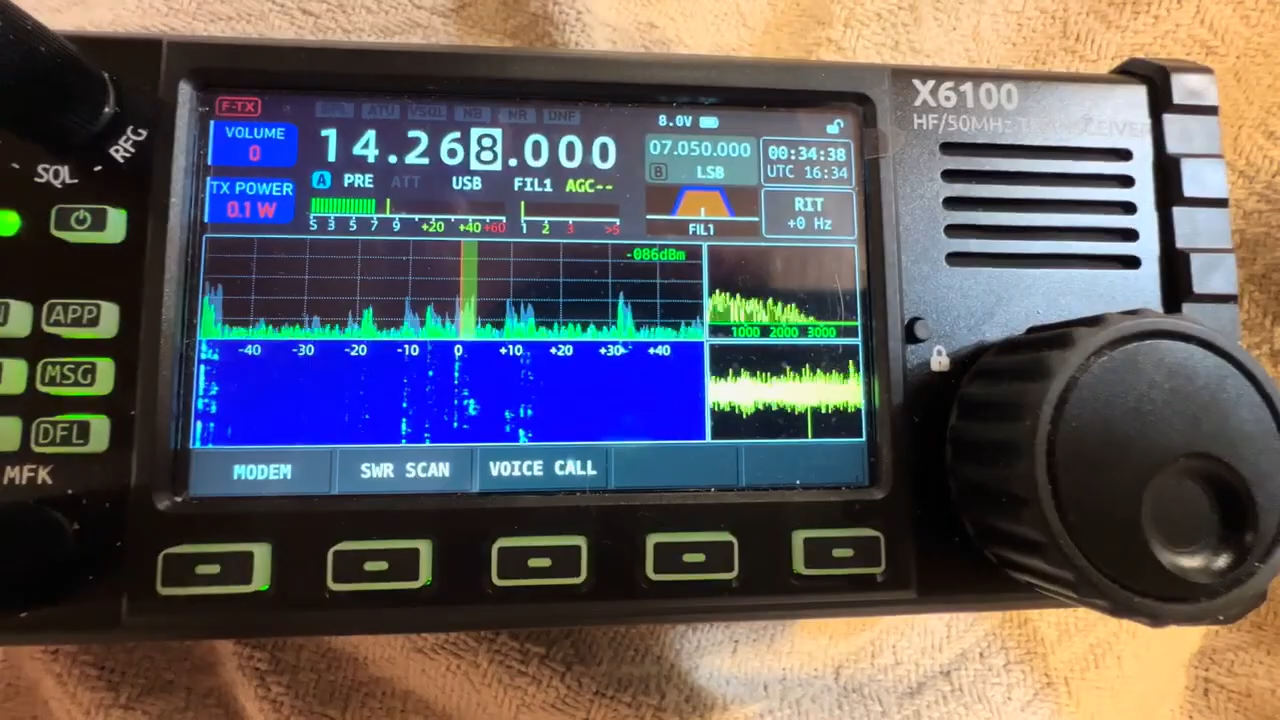 X6100
HF/50MHz TRANSCEIVER
F-TX
ATU VSQL NB NR DNF
8.0V
VOLUME
0
14.268.000
07.050.000
B LSB
00:34:38
UTC 16:34
TX POWER
0.1 W
A PRE ATT USB FIL1 AGC--
RIT
+0 Hz
S 3 5 7 9 +20 +40 +60 1 2 3 >5
FIL1
-086dBm
1000 2000 3000
-40 -30 -20 -10 0 +10 +20 +30 +40
MODEM SWR SCAN VOICE CALL
RFG
SQL
APP
MSG
DFL
MFK